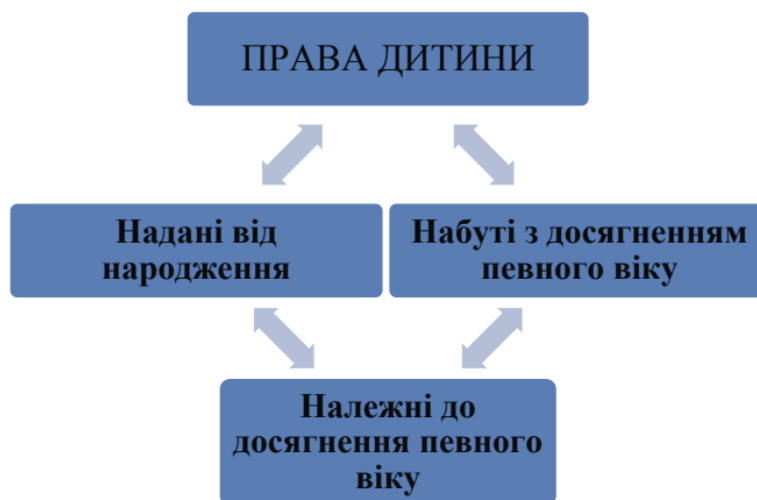 ПРАВА ДИТИНИ
Надані від
народження
Набуті з досягненням
певного віку
Належні до
досягнення певного
віку